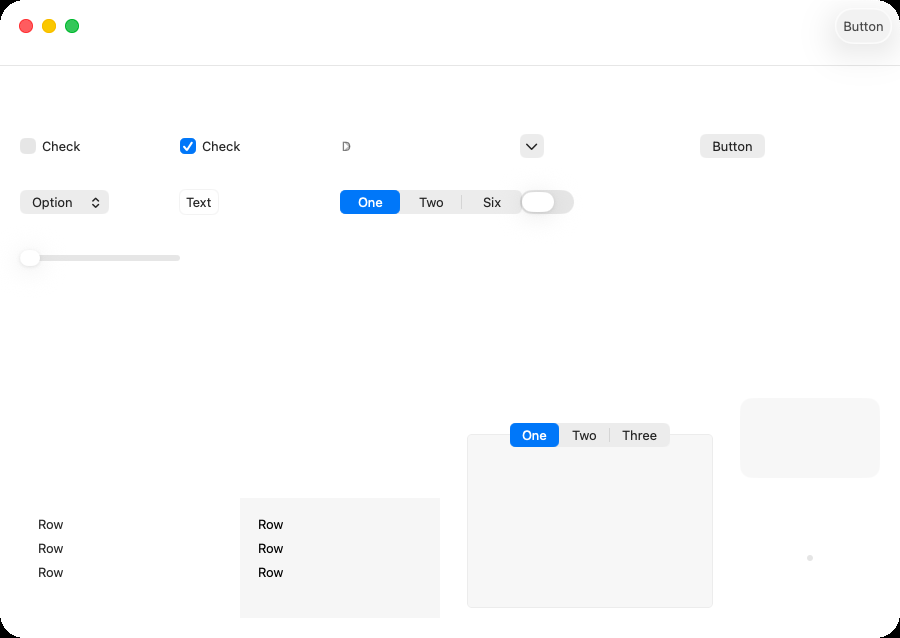 Button
Check
Check
D
Button
Option
Text
One
Two
Six
One
Two
Three
Row
Row
Row
Row
Row
Row